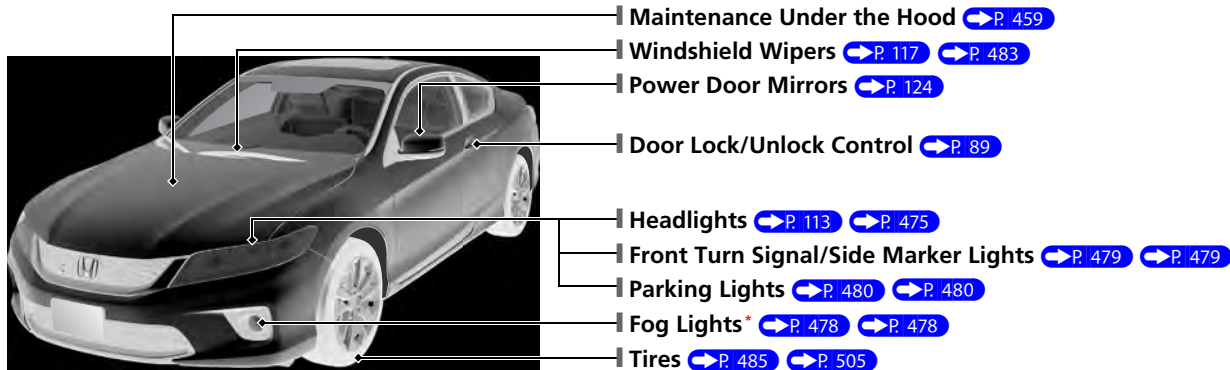 Maintenance Under the Hood P. 459
Windshield Wipers P. 117 P. 483
Power Door Mirrors P. 124
Door Lock/Unlock Control P. 89
Headlights P. 113 P. 475
Front Turn Signal/Side Marker Lights P. 479 P. 479
Parking Lights P. 480 P. 480
Fog Lights* P. 478 P. 478
Tires P. 485 P. 505